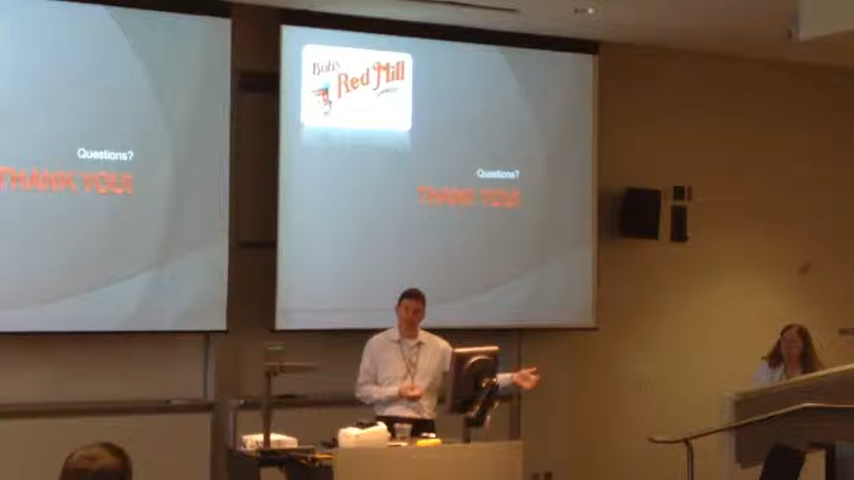 Questions?
THANK YOU!
Bob's
Red Mill
Questions?
THANK YOU!